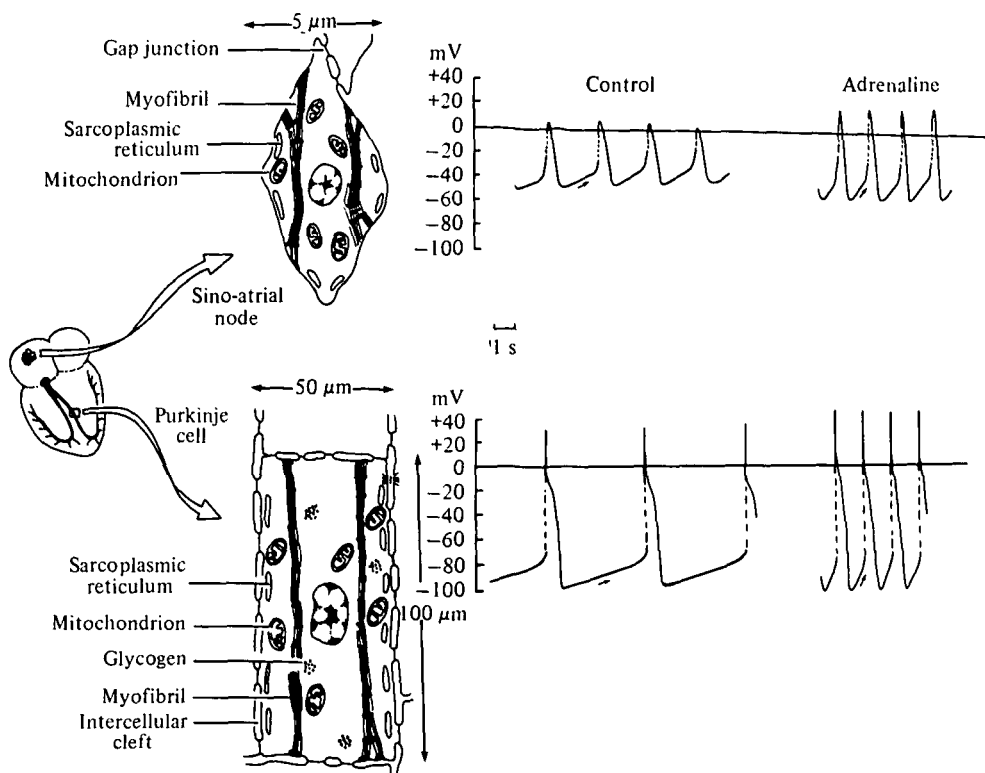 5 μm
Gap junction
Myofibril
Sarcoplasmic
reticulum
Mitochondrion
Sino-atrial
node
mV
+40
+20
0
−20
−40
−60
−80
−100
Control
Adrenaline
1 s
50 μm
Purkinje
cell
Sarcoplasmic
reticulum
Mitochondrion
Glycogen
Myofibril
Intercellular
cleft
100 μm
mV
+40
+20
0
−20
−40
−60
−80
−100